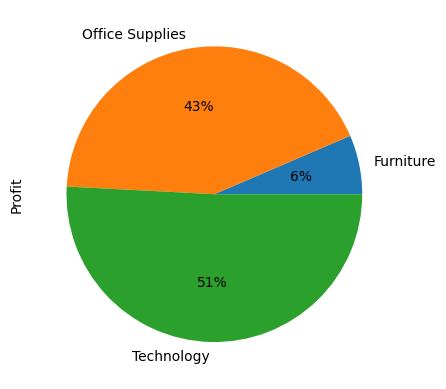 Office Supplies
43%
Furniture
6%
Profit
51%
Technology